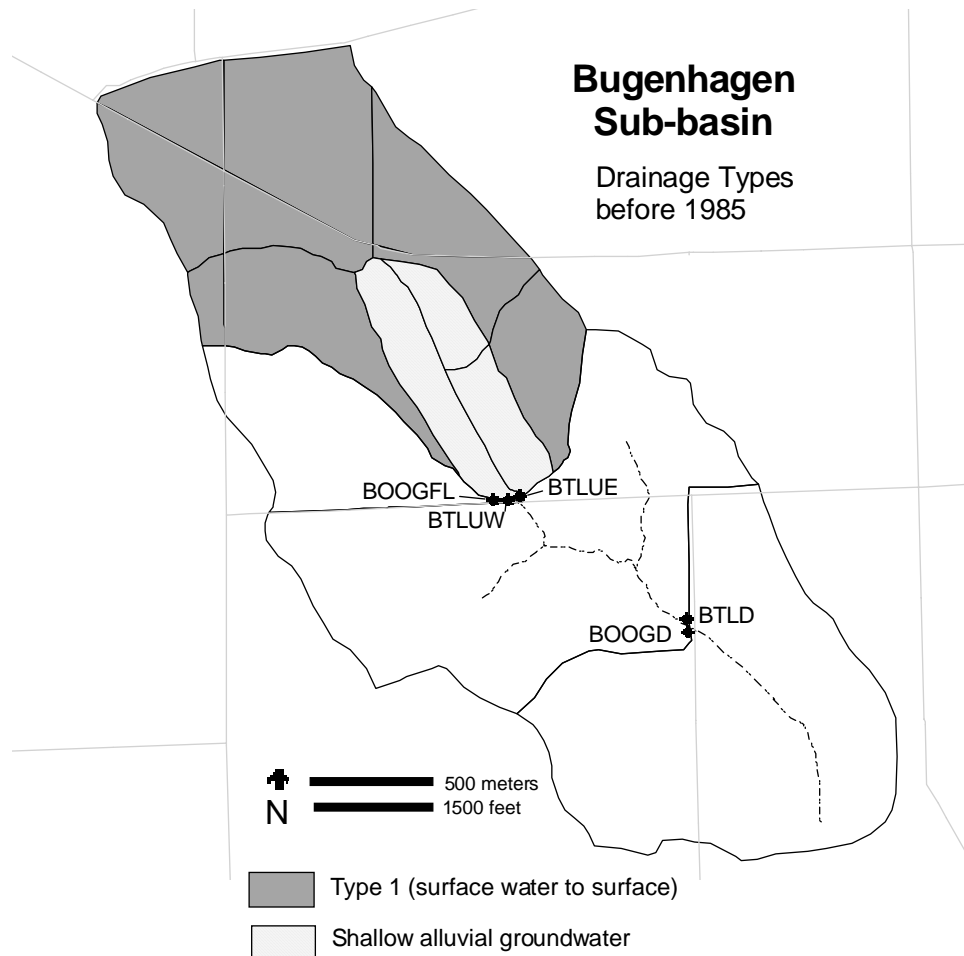 Bugenhagen
Sub-basin
Drainage Types
before 1985
BOOGFL
BTLUE
BTLUW
BTLD
BOOGD
500 meters
N
1500 feet
Type 1 (surface water to surface)
Shallow alluvial groundwater